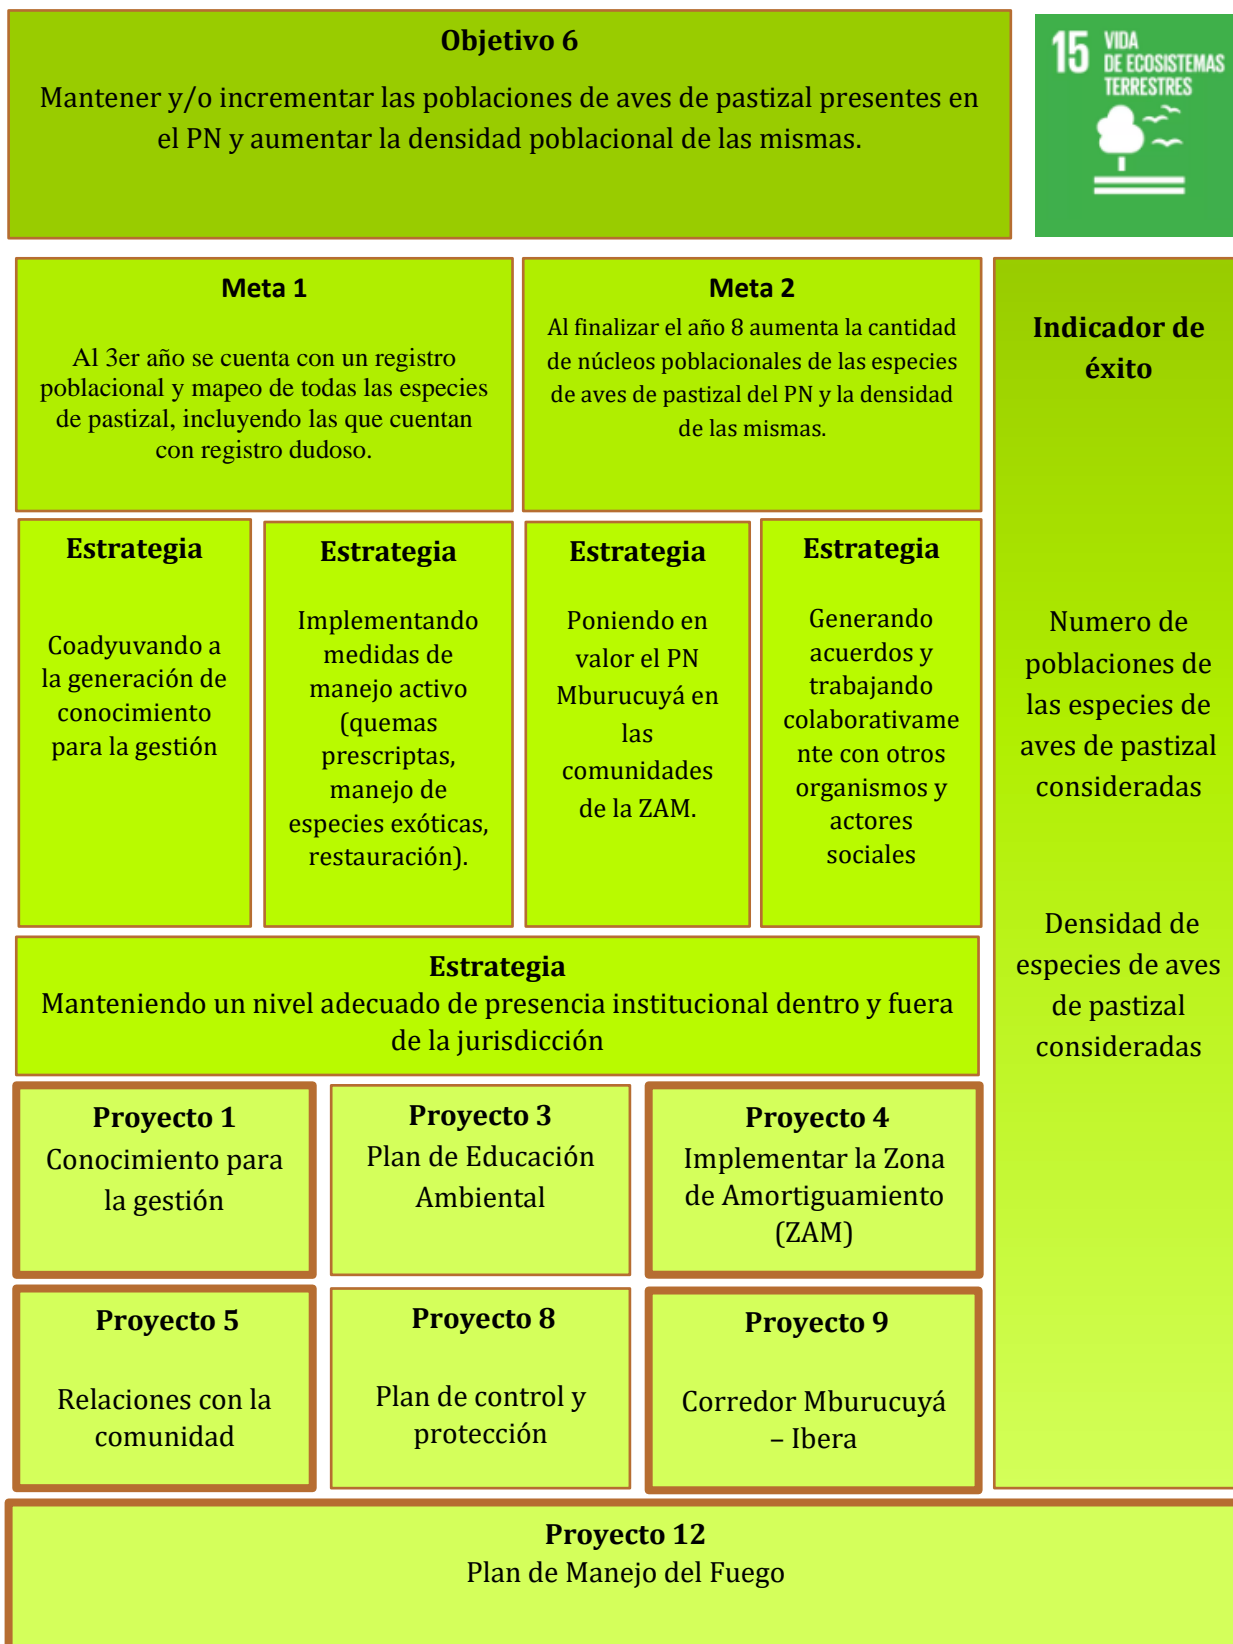 Objetivo 6
Mantener y/o incrementar las poblaciones de aves de pastizal presentes en
el PN y aumentar la densidad poblacional de las mismas.
15 VIDA
DE ECOSISTEMAS
TERRESTRES
Meta 1
Al 3er año se cuenta con un registro
poblacional y mapeo de todas las especies
de pastizal, incluyendo las que cuentan
con registro dudoso.
Meta 2
Al finalizar el año 8 aumenta la cantidad
de núcleos poblacionales de las especies
de aves de pastizal del PN y la densidad
de las mismas.
Indicador de
éxito
Numero de
poblaciones de
las especies de
aves de pastizal
consideradas
Densidad de
especies de aves
de pastizal
consideradas
Estrategia
Coadyuvando a
la generación de
conocimiento
para la gestión
Estrategia
Implementando
medidas de
manejo activo
(quemas
prescriptas,
manejo de
especies exóticas,
restauración).
Estrategia
Poniendo en
valor el PN
Mburucuyá en
las
comunidades
de la ZAM.
Estrategia
Generando
acuerdos y
trabajando
colaborativame
nte con otros
organismos y
actores
sociales
Estrategia
Manteniendo un nivel adecuado de presencia institucional dentro y fuera
de la jurisdicción
Proyecto 1
Conocimiento para
la gestión
Proyecto 3
Plan de Educación
Ambiental
Proyecto 4
Implementar la Zona
de Amortiguamiento
(ZAM)
Proyecto 5
Relaciones con la
comunidad
Proyecto 8
Plan de control y
protección
Proyecto 9
Corredor Mburucuyá
– Ibera
Proyecto 12
Plan de Manejo del Fuego